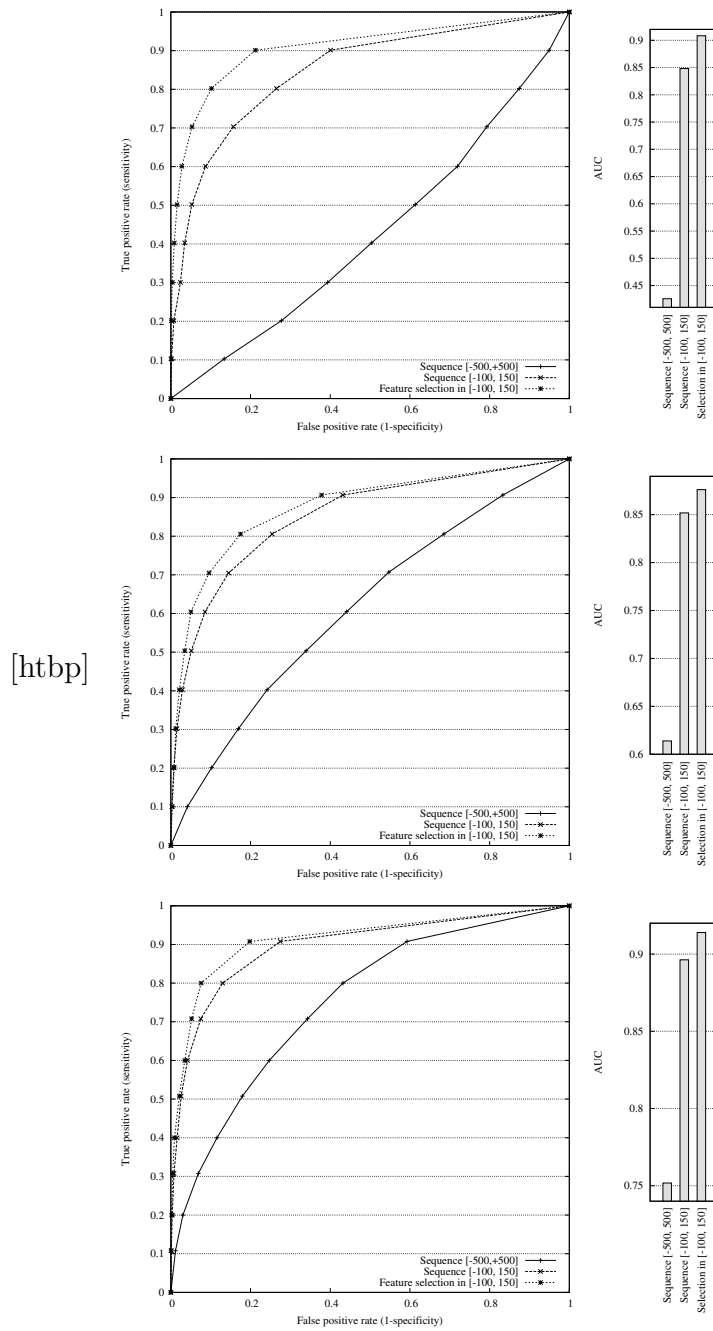 1
0.9
0.8
0.7
0.6
0.5
0.4
0.3
0.2
0.1
0
True positive rate (sensitivity)
Sequence [-500,+500]
Sequence [-100, 150]
Feature selection in [-100, 150]
0 0.2 0.4 0.6 0.8 1
False positive rate (1-specificity)
0.9
0.85
0.8
0.75
0.7
0.65
0.6
0.55
0.5
0.45
AUC
Sequence [-500, 500]
Sequence [-100, 150]
Selection in [-100, 150]
[htbp]
1
0.9
0.8
0.7
0.6
0.5
0.4
0.3
0.2
0.1
0
True positive rate (sensitivity)
Sequence [-500,+500]
Sequence [-100, 150]
Feature selection in [-100, 150]
0 0.2 0.4 0.6 0.8 1
False positive rate (1-specificity)
0.85
0.8
0.75
0.7
0.65
0.6
AUC
Sequence [-500, 500]
Sequence [-100, 150]
Selection in [-100, 150]
1
0.9
0.8
0.7
0.6
0.5
0.4
0.3
0.2
0.1
0
True positive rate (sensitivity)
Sequence [-500,+500]
Sequence [-100, 150]
Feature selection in [-100, 150]
0 0.2 0.4 0.6 0.8 1
False positive rate (1-specificity)
0.9
0.85
0.8
0.75
AUC
Sequence [-500, 500]
Sequence [-100, 150]
Selection in [-100, 150]